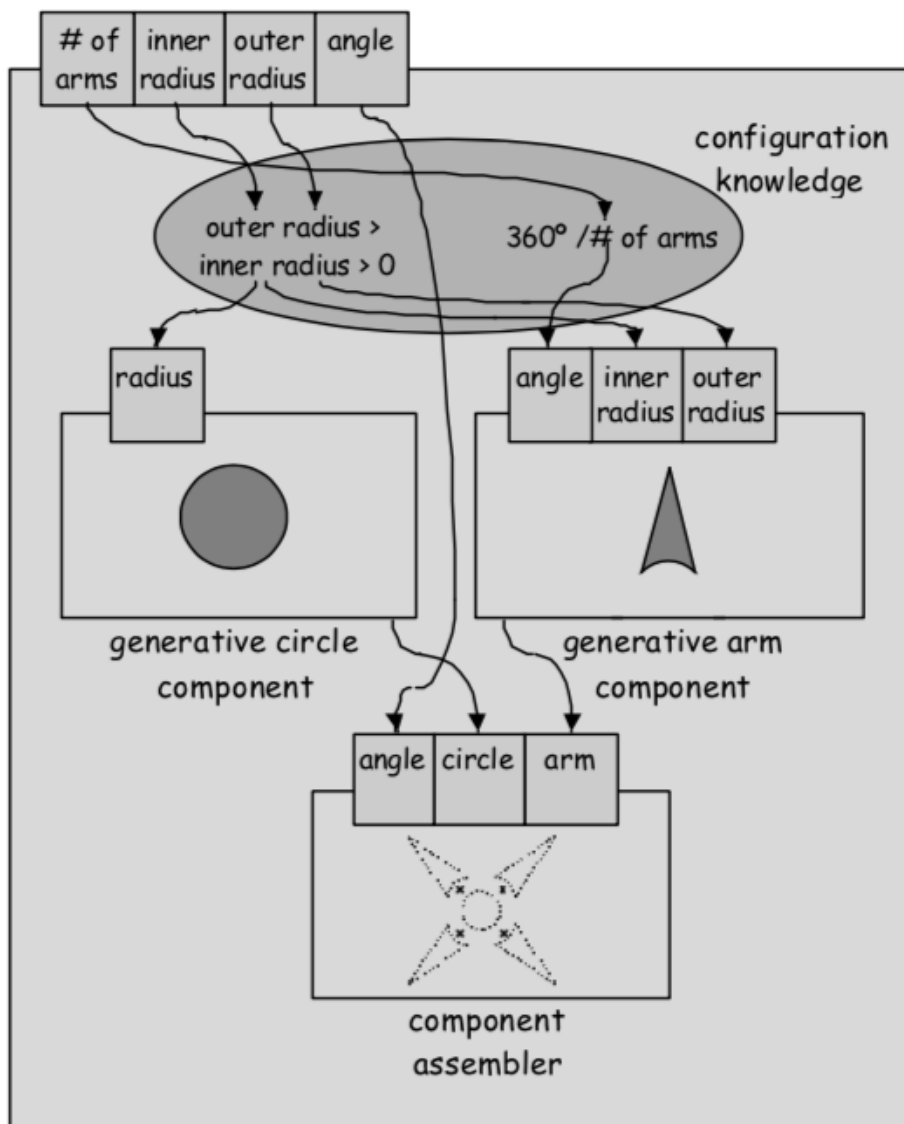 # of
arms
inner
radius
outer
radius
angle
configuration
knowledge
outer radius >
inner radius > 0
360º /# of arms
radius
angle
inner
radius
outer
radius
generative circle
component
generative arm
component
angle
circle
arm
component
assembler